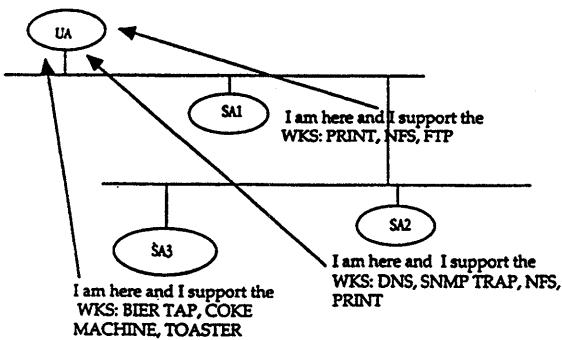 UA
SA1
I am here and I support the
WKS: PRINT, NFS, FTP
SA2
SA3
I am here and I support the
WKS: DNS, SNMP TRAP, NFS,
PRINT
I am here and I support the
WKS: BIER TAP, COKE
MACHINE, TOASTER